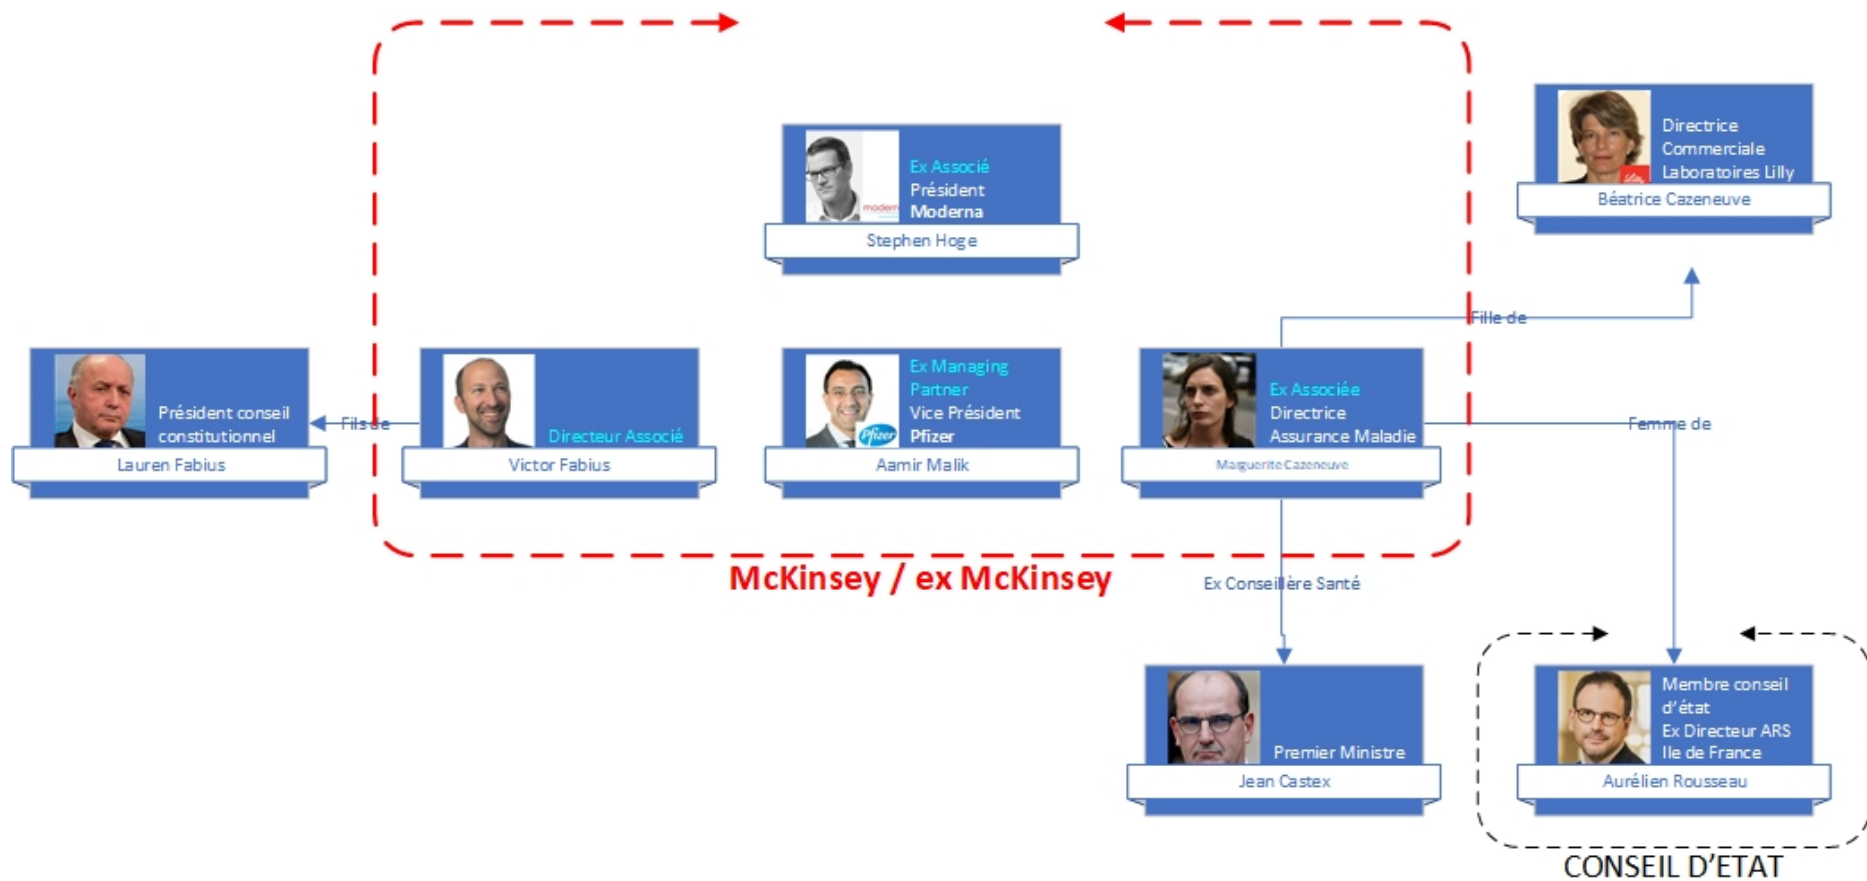 Directrice
Commerciale
Laboratoires Lilly
Lilly
Béatrice Cazeneuve
Ex Associé
Président
Moderna
moderna
Stephen Hoge
Fille de
Président conseil
constitutionnel
Lauren Fabius
Fils de
Directeur Associé
Victor Fabius
Ex Managing
Partner
Vice Président
Pfizer
Pfizer
Aamir Malik
Ex Associée
Directrice
Assurance Maladie
Marguerite Cazeneuve
Femme de
McKinsey / ex McKinsey
Ex Conseillère Santé
Premier Ministre
Jean Castex
Membre conseil
d'état
Ex Directeur ARS
Ile de France
Aurélien Rousseau
CONSEIL D'ETAT